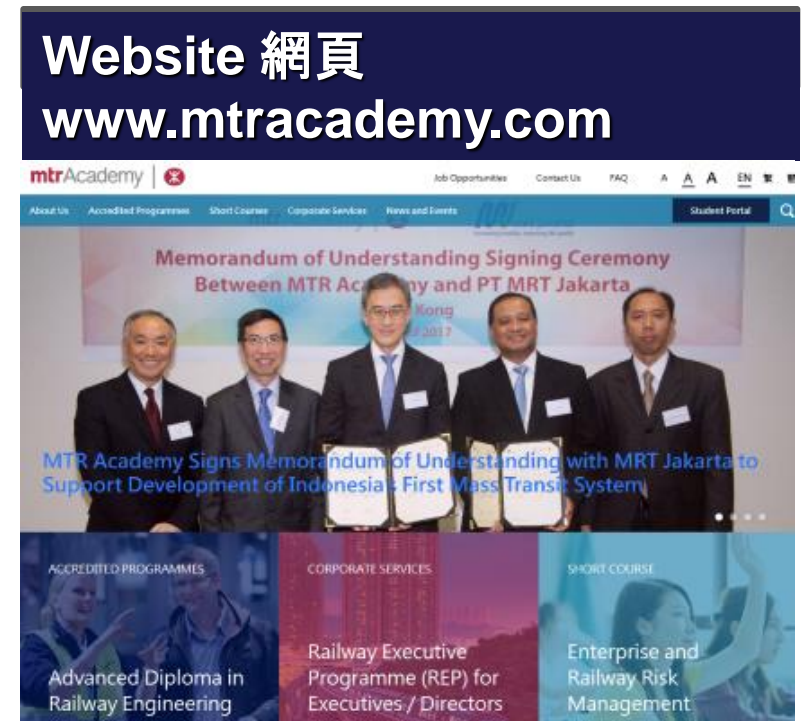 Website 網頁
www.mtracademy.com
mtrAcademy
Job Opportunities Contact Us FAQ A A A EN 繁
About Us Accredited Programmes Short Courses Corporate Services News and Events Student Portal
Memorandum of Understanding Signing Ceremony
Between MTR Academy and PT MRT Jakarta
Kong
2017
MTR Academy Signs Memorandum of Understanding with MRT Jakarta to
Support Development of Indonesia's First Mass Transit System
ACCREDITED PROGRAMMES
Advanced Diploma in
Railway Engineering
CORPORATE SERVICES
Railway Executive
Programme (REP) for
Executives / Directors
SHORT COURSE
Enterprise and
Railway Risk
Management